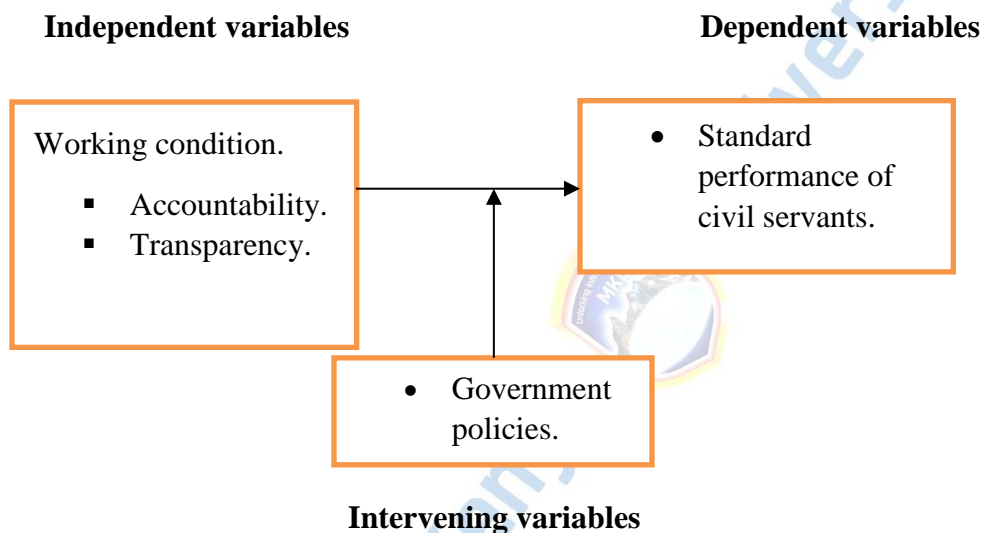 Independent variables
Dependent variables
Working condition.
▪ Accountability.
▪ Transparency.
• Standard
performance of
civil servants.
• Government
policies.
Intervening variables